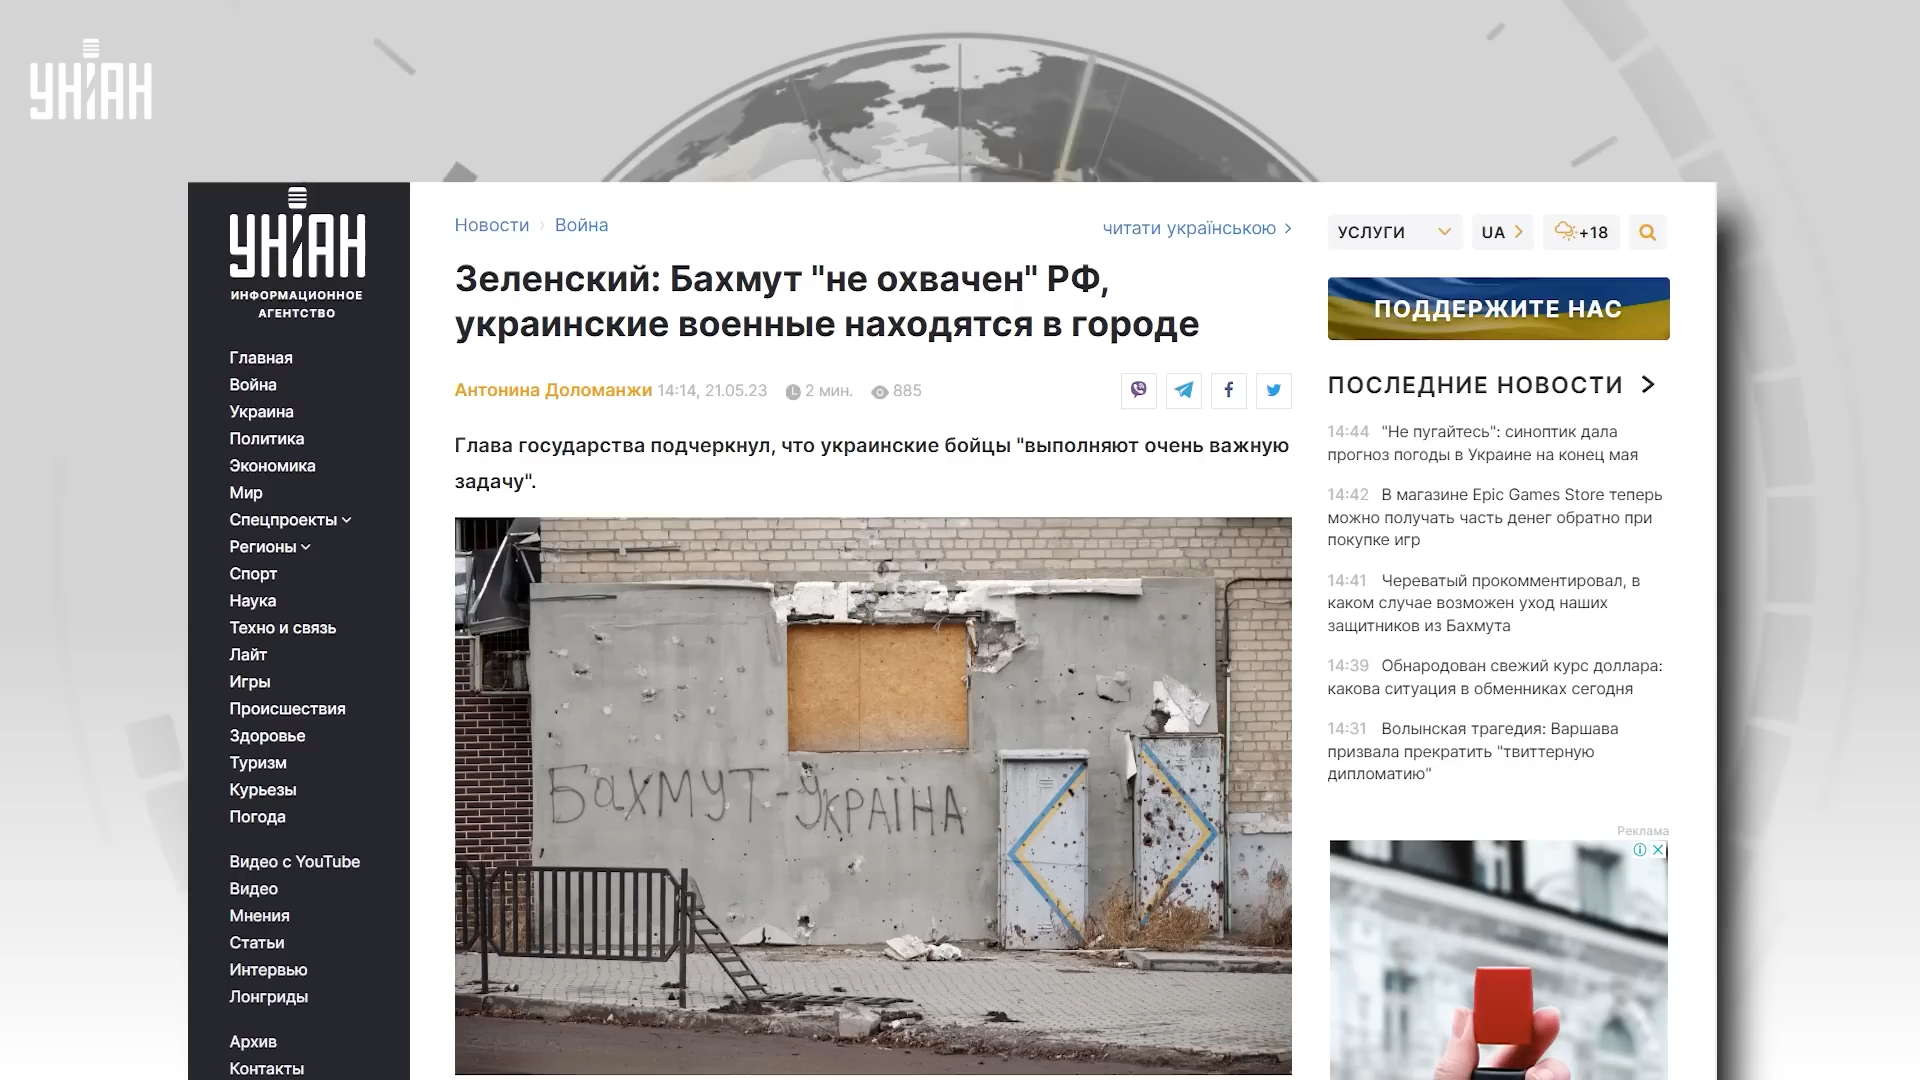 УНІАН
УНІАН
ИНФОРМАЦИОННОЕ
АГЕНТСТВО
Главная
Война
Украина
Политика
Экономика
Мир
Спецпроекты
Регионы
Спорт
Наука
Техно и связь
Лайт
Игры
Происшествия
Здоровье
Туризм
Курьезы
Погода
Видео с YouTube
Видео
Мнения
Статьи
Интервью
Лонгриды
Архив
Контакты
Новости › Война
читати українською
Зеленский: Бахмут "не охвачен" РФ,
украинские военные находятся в городе
Антонина Доломанжи 14:14, 21.05.23 2 мин. 885
Глава государства подчеркнул, что украинские бойцы "выполняют очень важную
задачу".
БАХМУТ-УКРАЇНА
УСЛУГИ UA +18
ПОДДЕРЖИТЕ НАС
ПОСЛЕДНИЕ НОВОСТИ
14:44 "Не пугайтесь": синоптик дала
прогноз погоды в Украине на конец мая
14:42 В магазине Epic Games Store теперь
можно получать часть денег обратно при
покупке игр
14:41 Череватый прокомментировал, в
каком случае возможен уход наших
защитников из Бахмута
14:39 Обнародован свежий курс доллара:
какова ситуация в обменниках сегодня
14:31 Волынская трагедия: Варшава
призвала прекратить "твиттерную
дипломатию"
Реклама